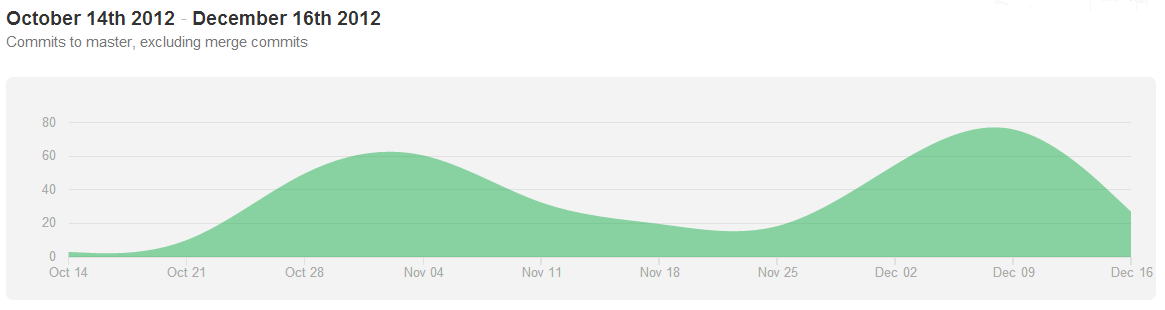 October 14th 2012 - December 16th 2012
Commits to master, excluding merge commits
80
60
40
20
0
Oct 14 Oct 21 Oct 28 Nov 04 Nov 11 Nov 18 Nov 25 Dec 02 Dec 09 Dec 16